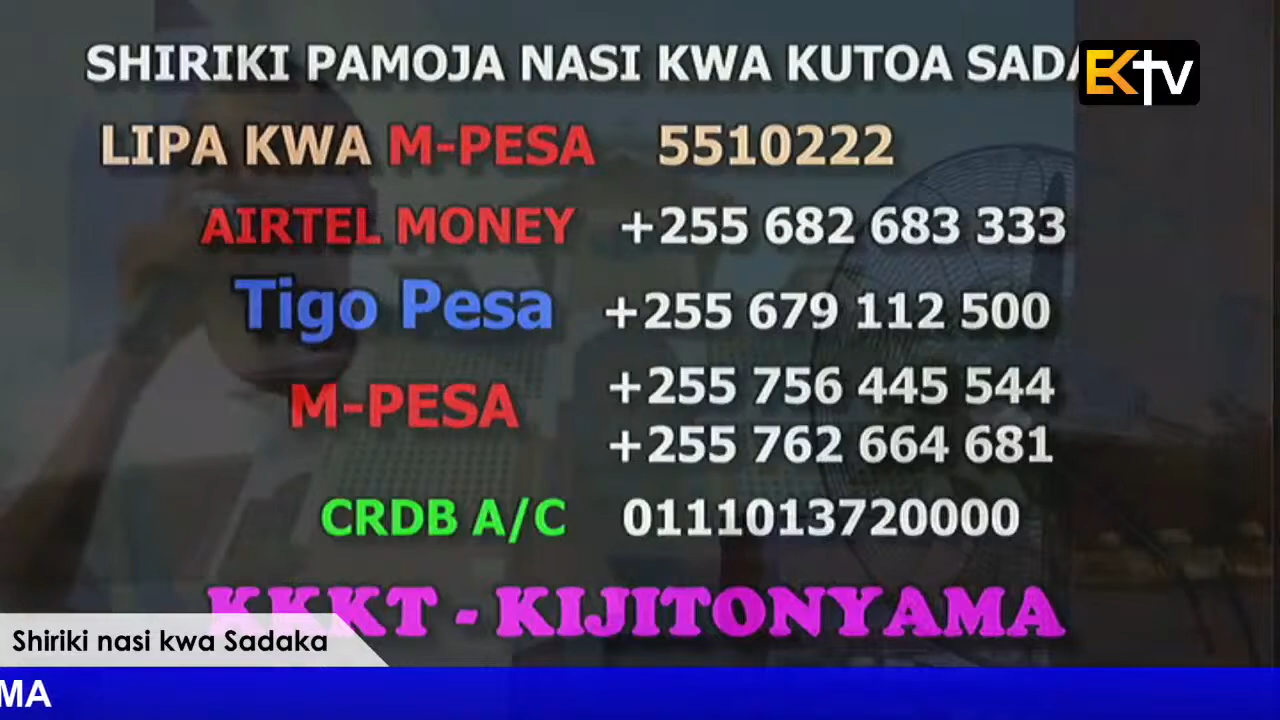 SHIRIKI PAMOJA NASI KWA KUTOA
EKTV
LIPA KWA M-PESA 5510222
AIRTEL MONEY +255 682 683 333
Tigo Pesa +255 679 112 500
M-PESA +255 756 445 544
+255 762 664 681
CRDB A/C 0111013720000
KKKT - KIJITONYAMA
Shiriki nasi kwa Sadaka